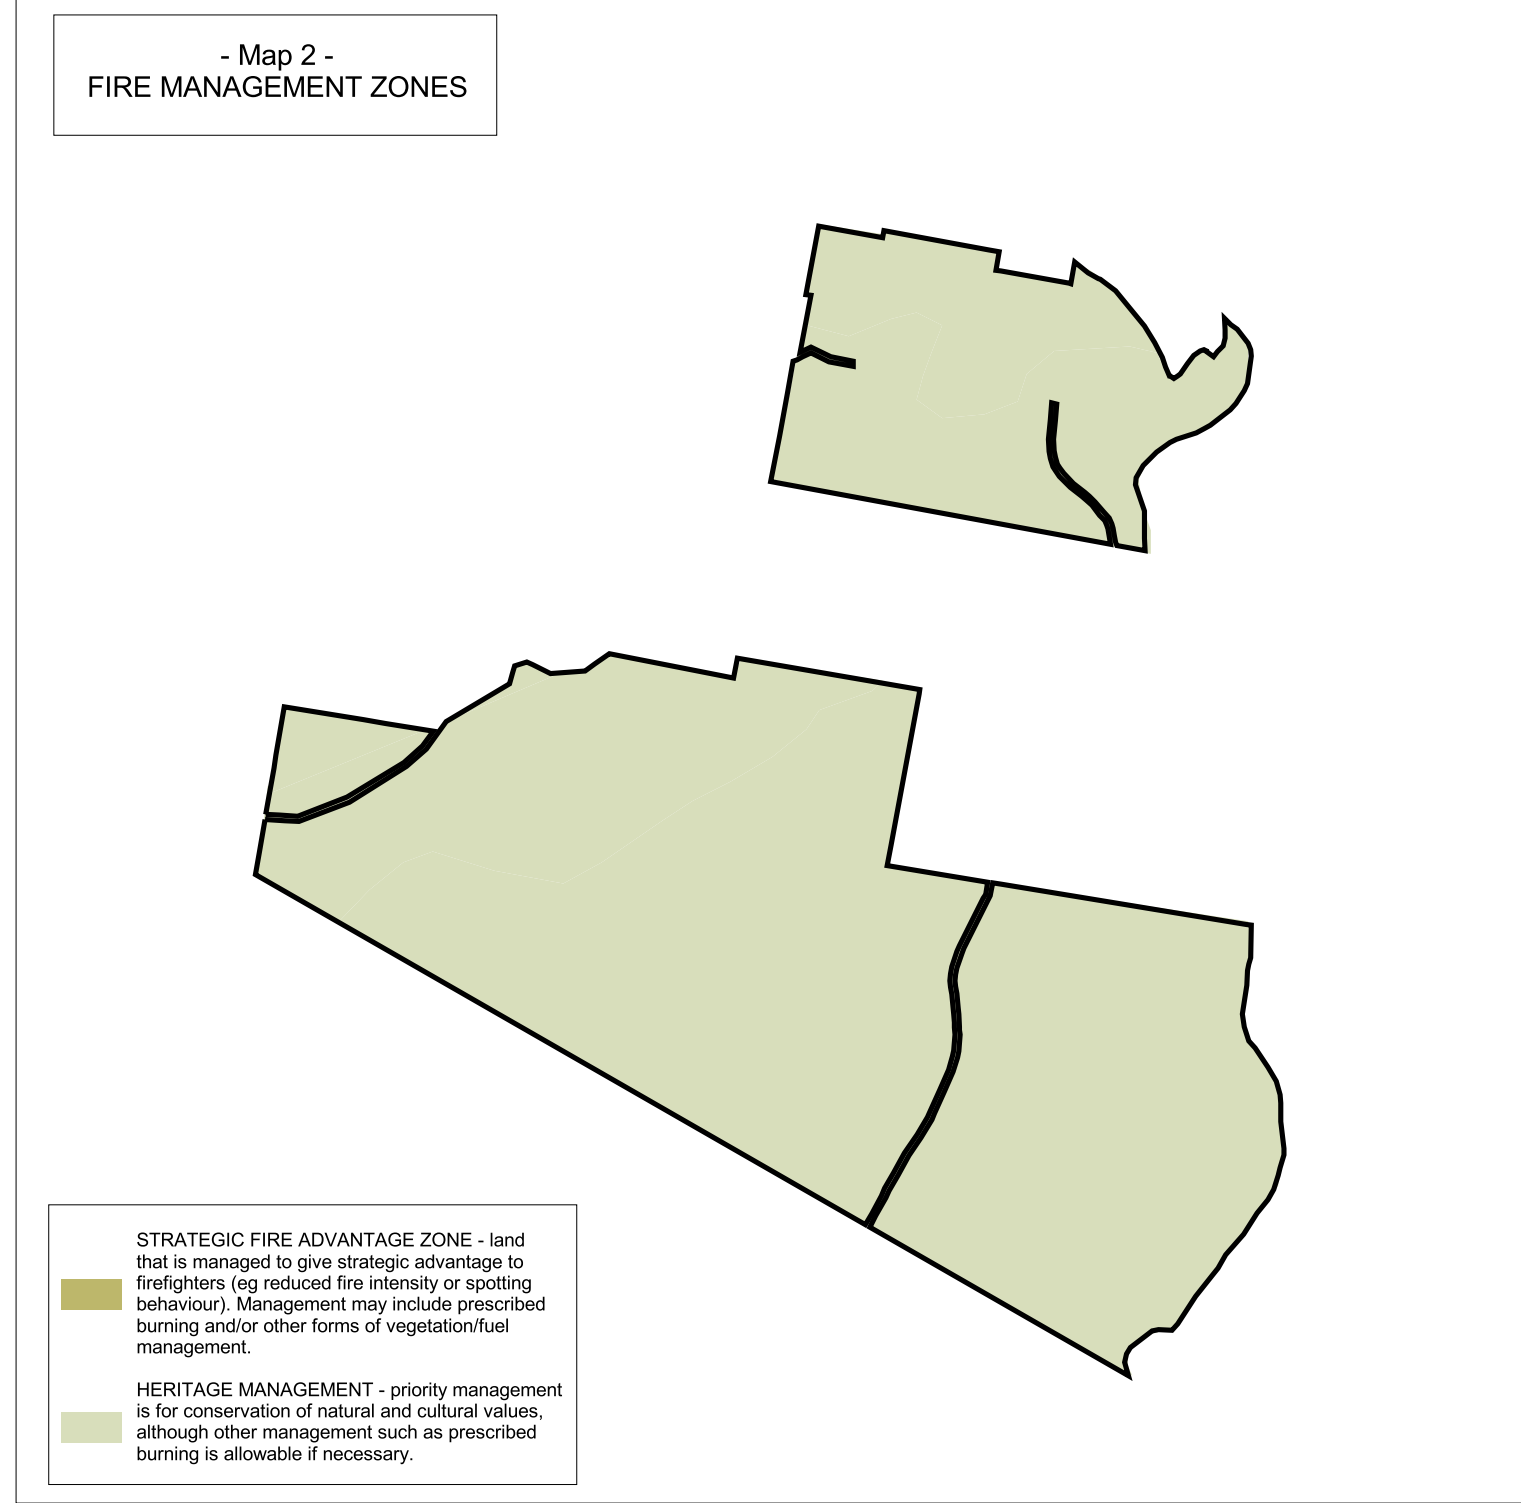 - Map 2 -
FIRE MANAGEMENT ZONES
STRATEGIC FIRE ADVANTAGE ZONE - land
that is managed to give strategic advantage to
firefighters (eg reduced fire intensity or spotting
behaviour). Management may include prescribed
burning and/or other forms of vegetation/fuel
management.
HERITAGE MANAGEMENT - priority management
is for conservation of natural and cultural values,
although other management such as prescribed
burning is allowable if necessary.